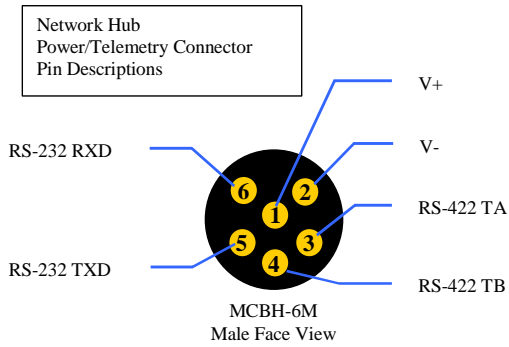 Network Hub
Power/Telemetry Connector
Pin Descriptions
V+
RS-232 RXD
V-
6
2
1
RS-422 TA
5
3
4
RS-232 TXD
RS-422 TB
MCBH-6M
Male Face View